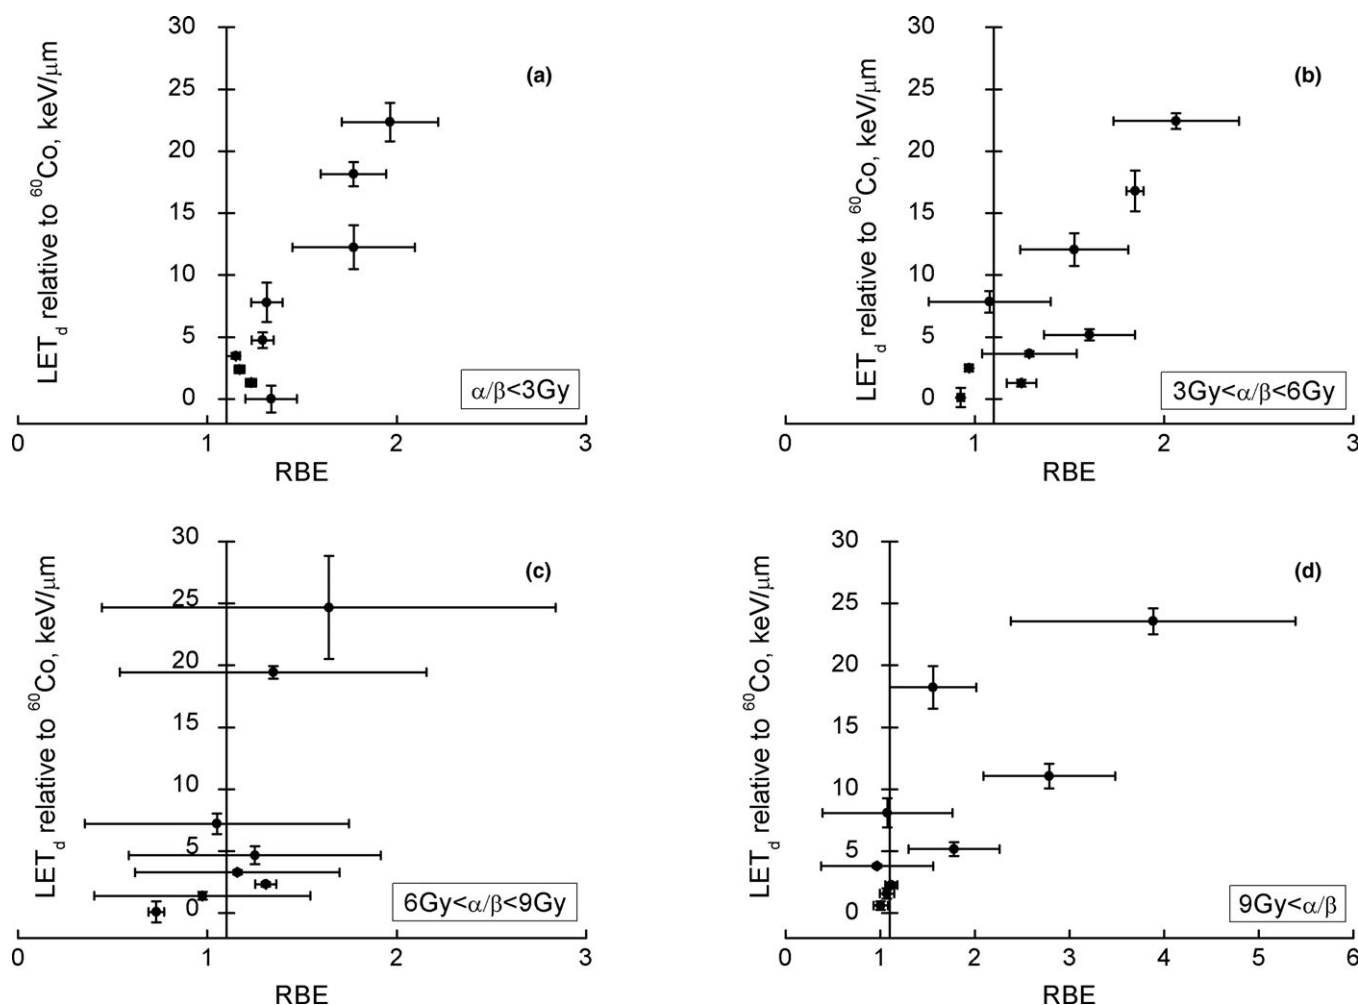 (a)
LET_d relative to ⁶⁰Co, keV/μm
30
25
20
15
10
5
0
α/β<3Gy
0 1 2 3
RBE
(b)
LET_d relative to ⁶⁰Co, keV/μm
30
25
20
15
10
5
0
3Gy<α/β<6Gy
0 1 2 3
RBE
(c)
LET_d relative to ⁶⁰Co, keV/μm
30
25
20
15
10
5
0
6Gy<α/β<9Gy
0 1 2 3
RBE
(d)
LET_d relative to ⁶⁰Co, keV/μm
30
25
20
15
10
5
0
9Gy<α/β
0 1 2 3 4 5 6
RBE